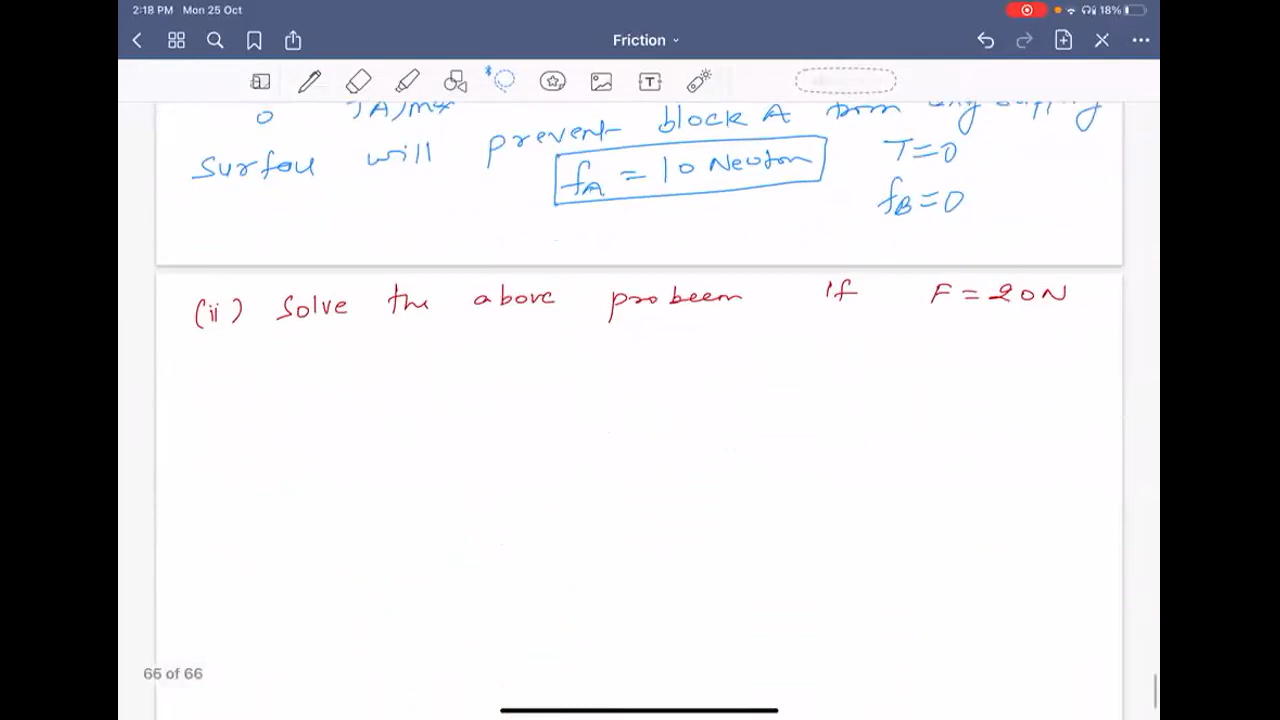 2:18 PM Mon 25 Oct
18%
Friction
block A
surface will prevent
fA = 10 Newton
T=0
fB=0
(ii) Solve the above probeem if F = 20N
T
65 of 66